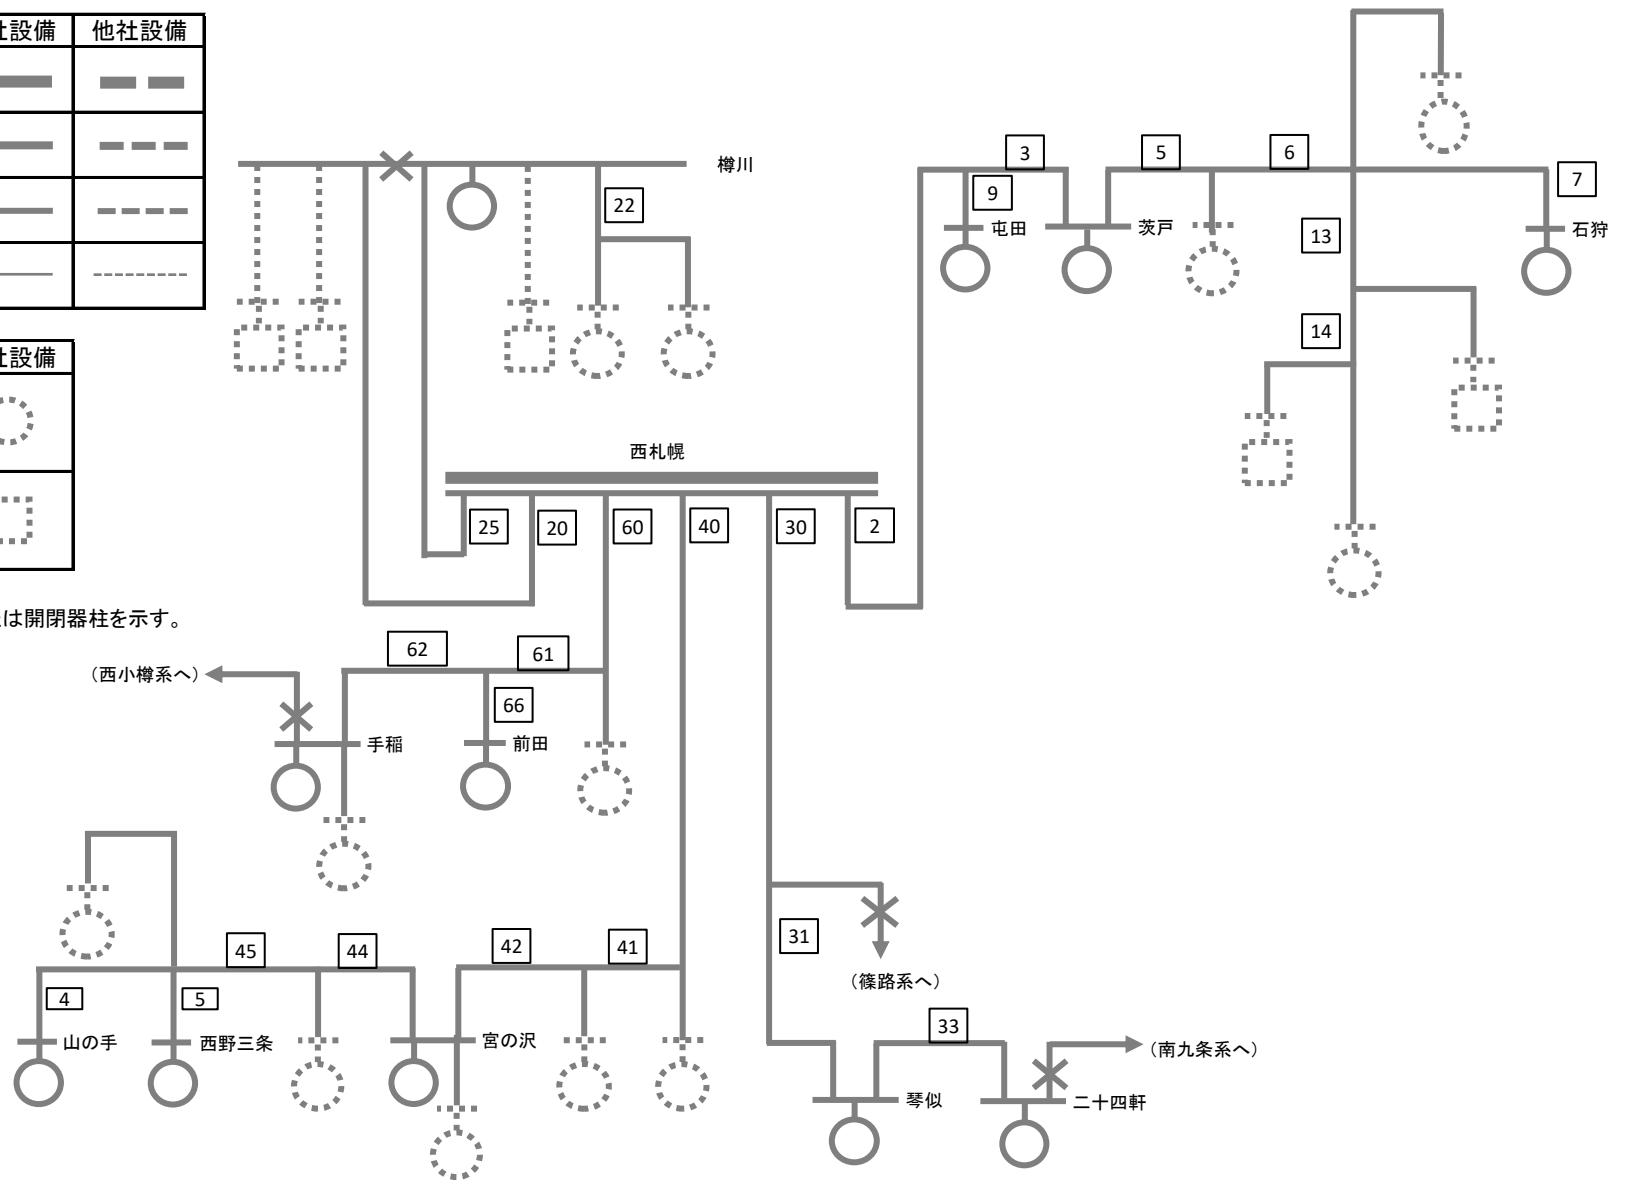 社設備 他社設備
社設備
は開閉器柱を示す。
樽川
22
3
5
6
7
9
屯田
茨戸
石狩
13
14
西札幌
25
20
60
40
30
2
62
61
(西小樽系へ)
66
手稲
前田
45
44
42
41
31
(篠路系へ)
4
5
山の手
西野三条
宮の沢
33
(南九条系へ)
琴似
二十四軒